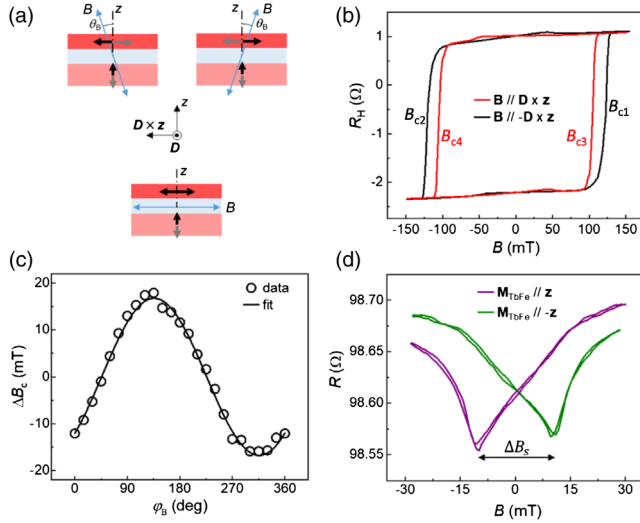 (a)
B z θB
z θB B
z
D × z
D
z
B
(b)
RH (Ω)
1
0
-1
-2
Bc2
Bc4
B // D x z
B // -D x z
Bc3
Bc1
-150 -100 -50 0 50 100 150
B (mT)
(c)
ΔBc (mT)
20
10
0
-10
-20
data
fit
0 90 180 270 360
φB (deg)
(d)
R (Ω)
98.70
98.65
98.60
98.55
MTbFe // z
MTbFe // -z
ΔBs
-30 -15 0 15 30
B (mT)